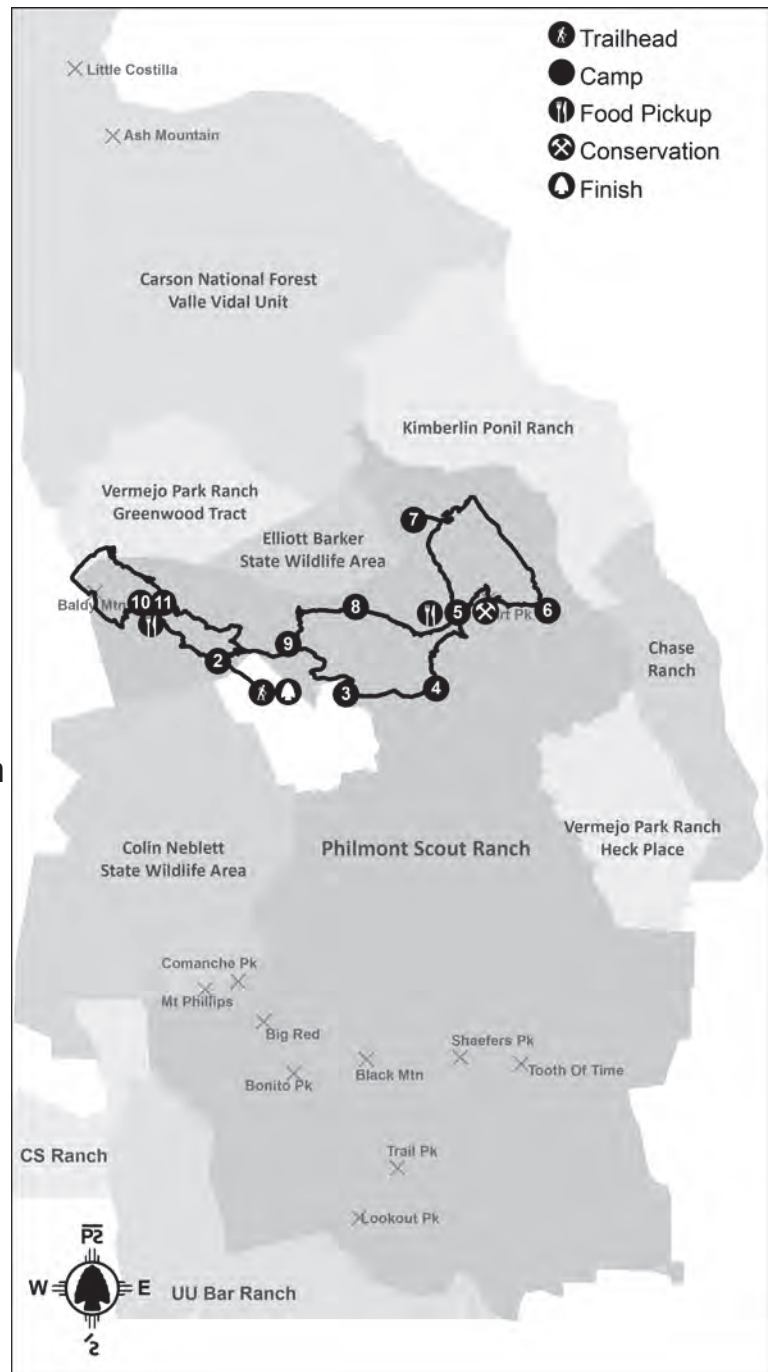 Trailhead
Camp
Food Pickup
Conservation
Finish
Little Costilla
Ash Mountain
Carson National Forest
Valle Vidal Unit
Kimberlin Ponil Ranch
Vermejo Park Ranch
Greenwood Tract
Elliott Barker
State Wildlife Area
7
Baldy Mtn
10
11
8
5
rt Pk
6
9
2
3
4
Chase
Ranch
Colin Neblett
State Wildlife Area
Philmont Scout Ranch
Vermejo Park Ranch
Heck Place
Comanche Pk
Mt Phillips
Big Red
Bonito Pk
Black Mtn
Shaefers Pk
Tooth Of Time
CS Ranch
Trail Pk
Lookout Pk
W
E
UU Bar Ranch